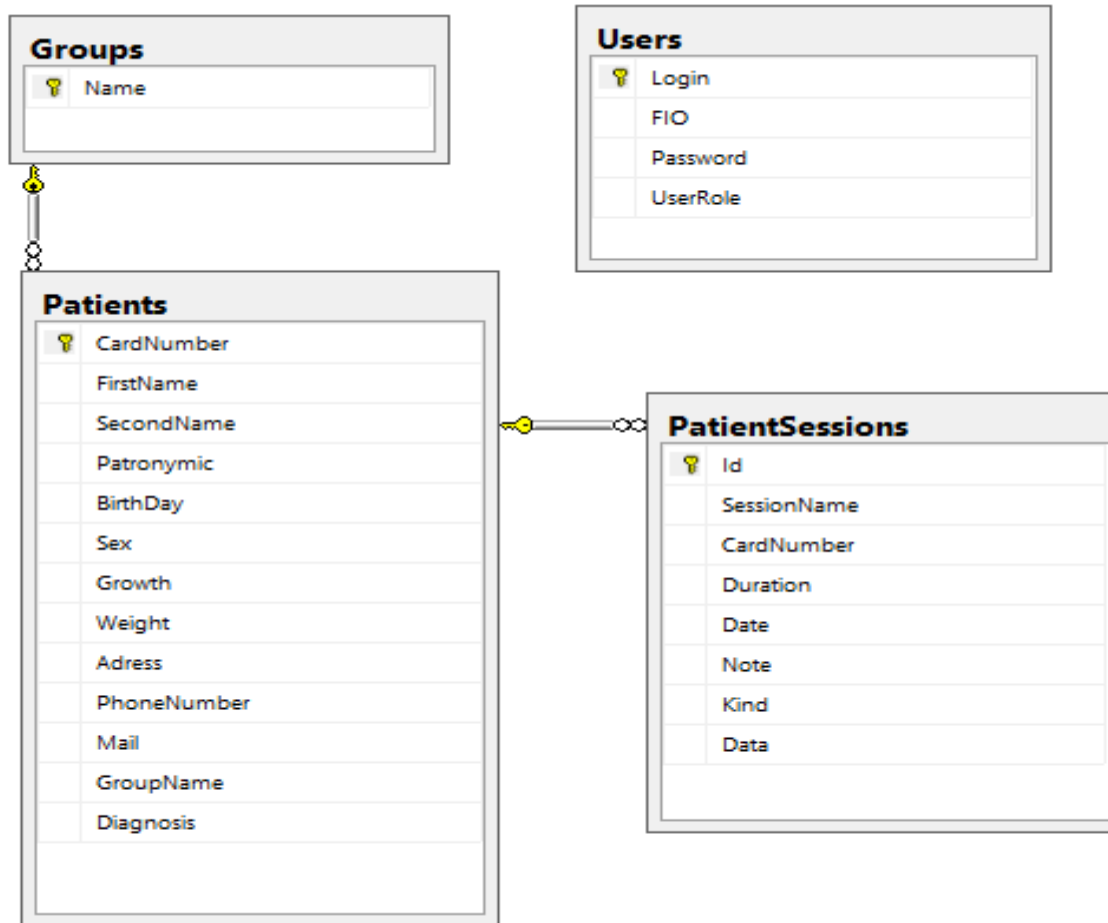 Groups
Name
Users
Login
FIO
Password
UserRole
Patients
CardNumber
FirstName
SecondName
Patronymic
BirthDay
Sex
Growth
Weight
Adress
PhoneNumber
Mail
GroupName
Diagnosis
PatientSessions
Id
SessionName
CardNumber
Duration
Date
Note
Kind
Data